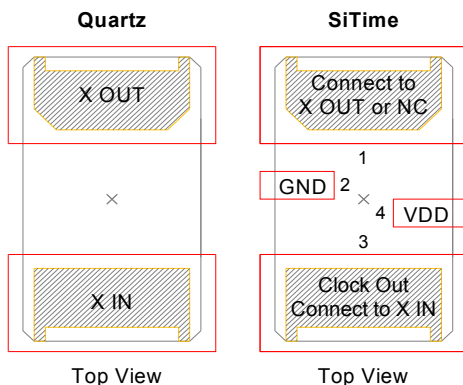 Quartz
SiTime
X OUT
Connect to
X OUT or NC
1
GND
2
4
VDD
3
X IN
Clock Out
Connect to X IN
Top View
Top View